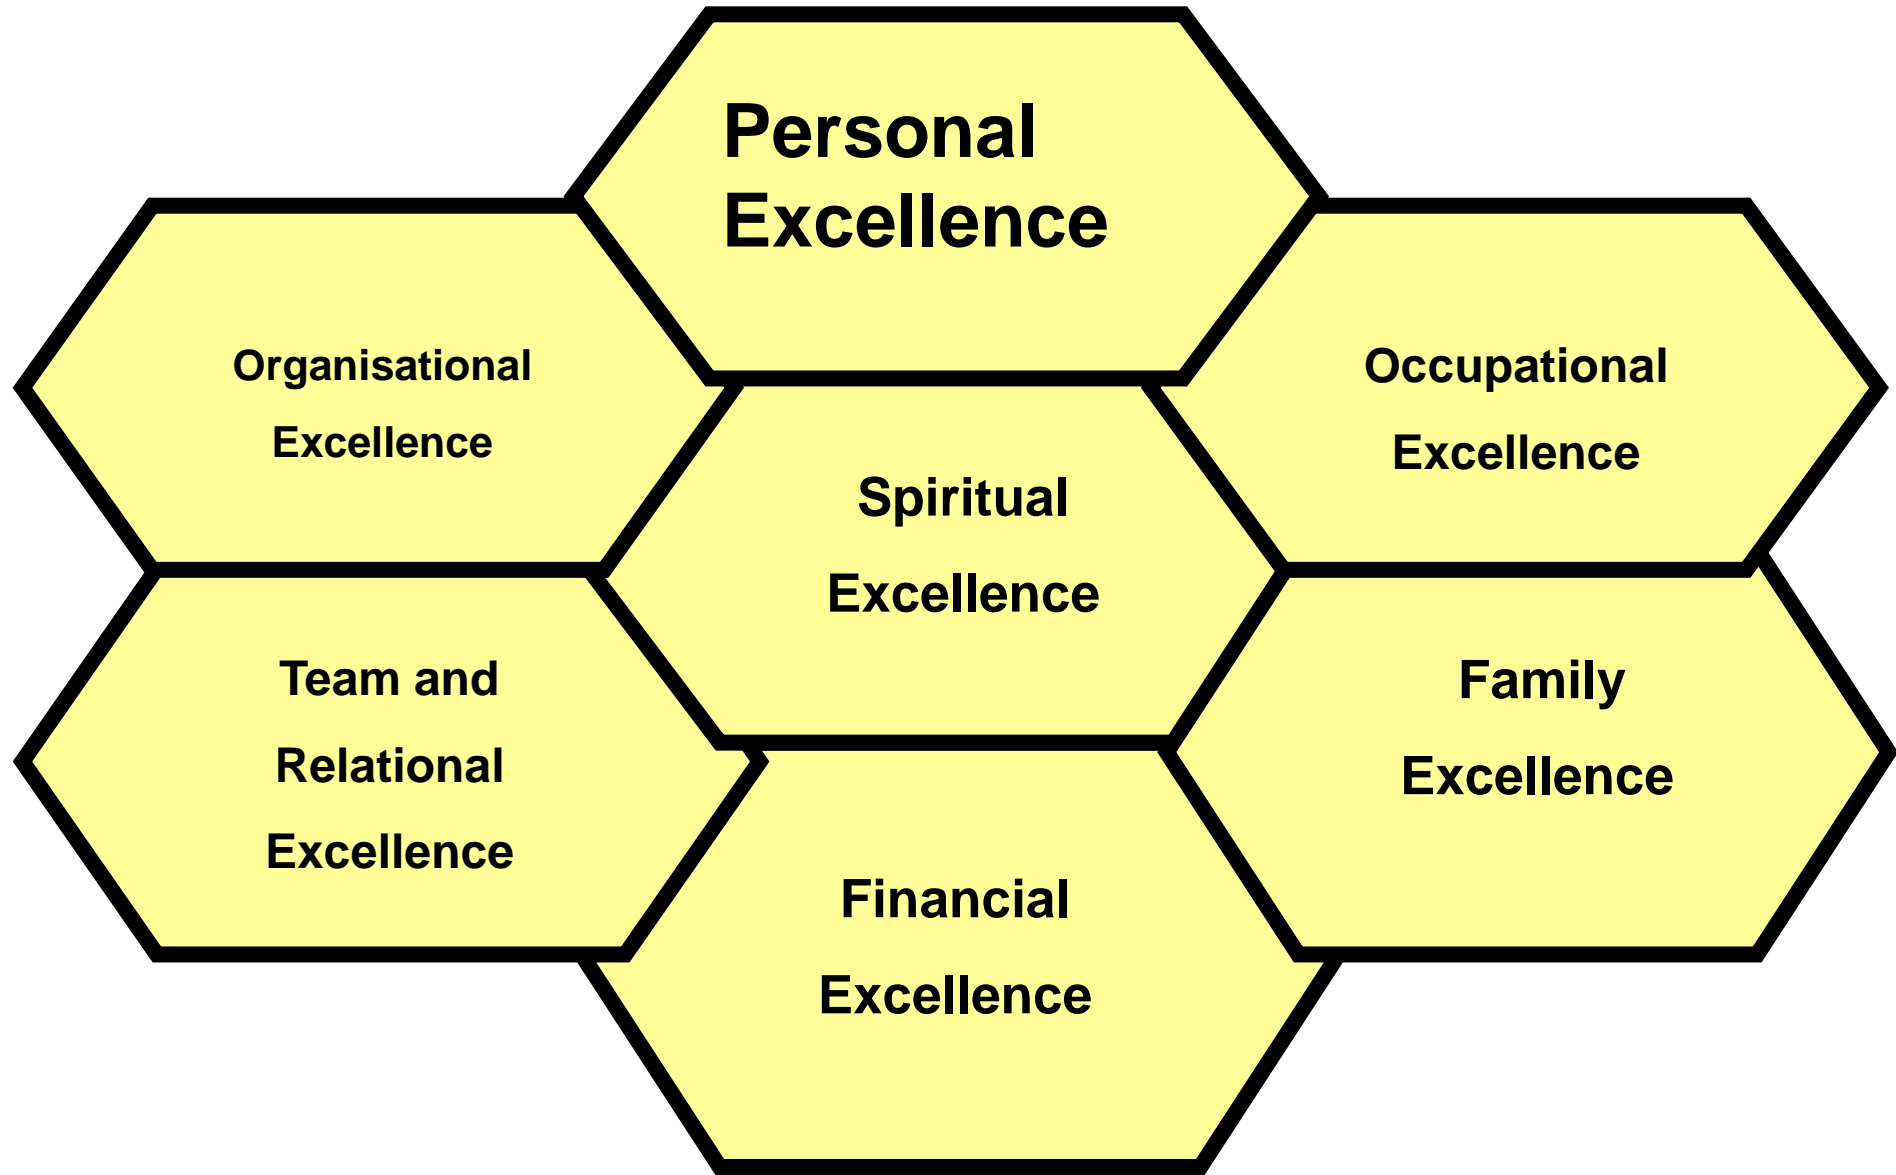 Personal
Excellence
Organisational
Excellence
Occupational
Excellence
Spiritual
Excellence
Team and
Relational
Excellence
Family
Excellence
Financial
Excellence